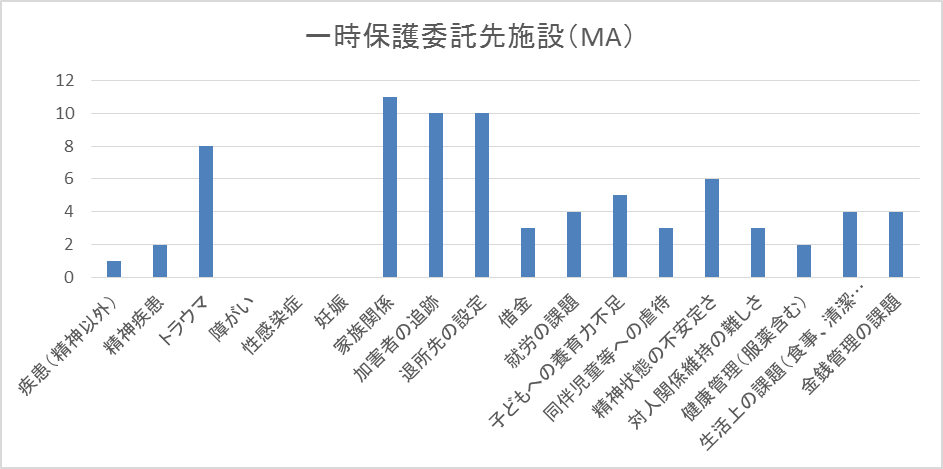 一時保護委託先施設（MA）
12
10
8
6
4
2
0
疾患（精神以外）
精神疾患
トラウマ
障がい
性感染症
妊娠
家族関係
加害者の追跡
退所先の設定
借金
就労の課題
子どもへの養育力不足
同伴児童等への虐待
精神状態の不安定さ
対人関係維持の難しさ
健康管理（服薬含む）
生活上の課題（食事、清潔…
金銭管理の課題